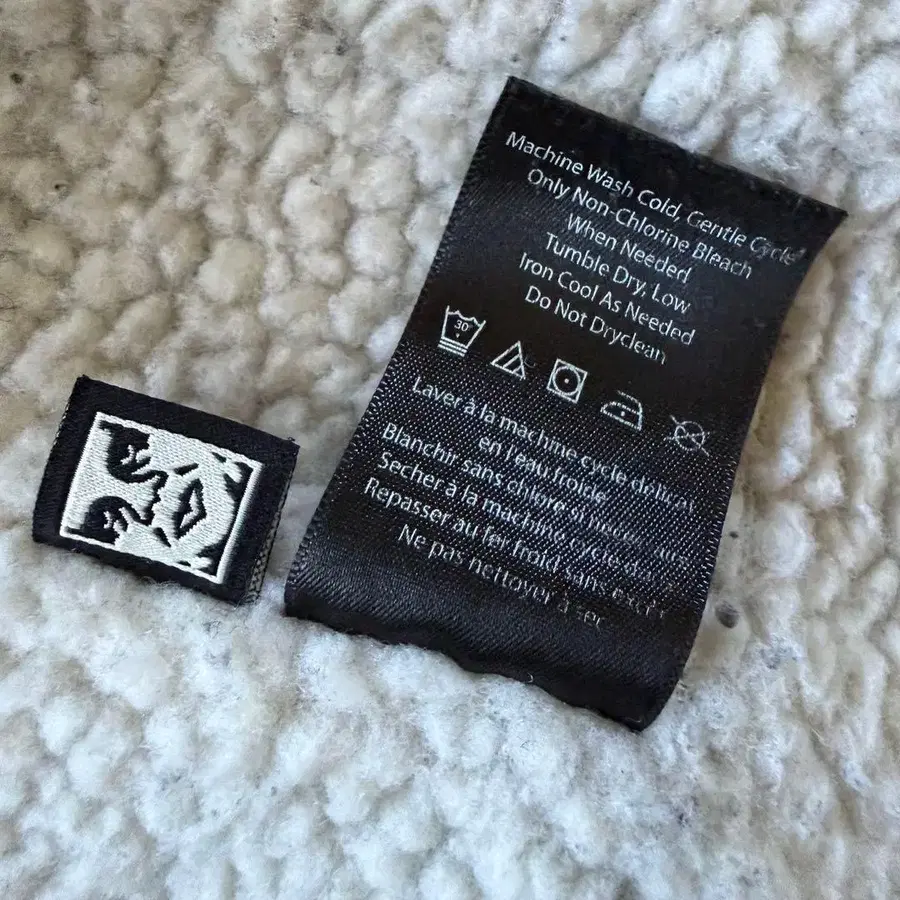 Machine Wash Cold, Gentle Cycle
Only Non-Chlorine Bleach
When Needed
Tumble Dry, Low
Iron Cool As Needed
Do Not Dryclean
30°
Laver à la machine cycle délicat
en l'eau froide
Blanchir sans chlore si
Sécher à la machine, cycle
Repasser au fer froid,
Ne pas nettoyer à sec